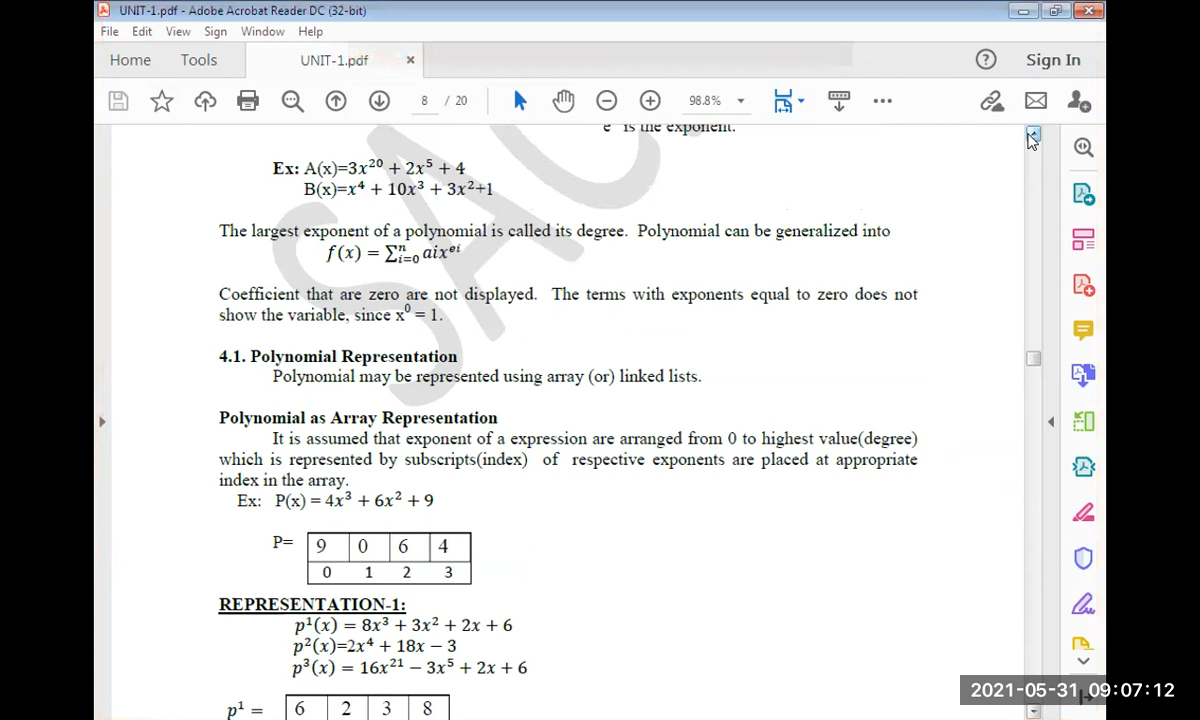 UNIT-1.pdf - Adobe Acrobat Reader DC (32-bit)
File Edit View Sign Window Help
Home Tools UNIT-1.pdf × Sign In
8 / 20 98.8%
e is the exponent.
Ex: A(x)=3x²⁰ + 2x⁵ + 4
B(x)=x⁴ + 10x³ + 3x²+1
The largest exponent of a polynomial is called its degree. Polynomial can be generalized into
f(x) = Σⁿᵢ₌₀ aixᵉⁱ
Coefficient that are zero are not displayed. The terms with exponents equal to zero does not
show the variable, since x⁰ = 1.
4.1. Polynomial Representation
Polynomial may be represented using array (or) linked lists.
Polynomial as Array Representation
It is assumed that exponent of a expression are arranged from 0 to highest value(degree)
which is represented by subscripts(index) of respective exponents are placed at appropriate
index in the array.
Ex: P(x) = 4x³ + 6x² + 9
P= 9 0 6 4
0 1 2 3
REPRESENTATION-1:
p¹(x) = 8x³ + 3x² + 2x + 6
p²(x)=2x⁴ + 18x − 3
p³(x) = 16x²¹ − 3x⁵ + 2x + 6
p¹ = 6 2 3 8
2021-05-31 09:07:12